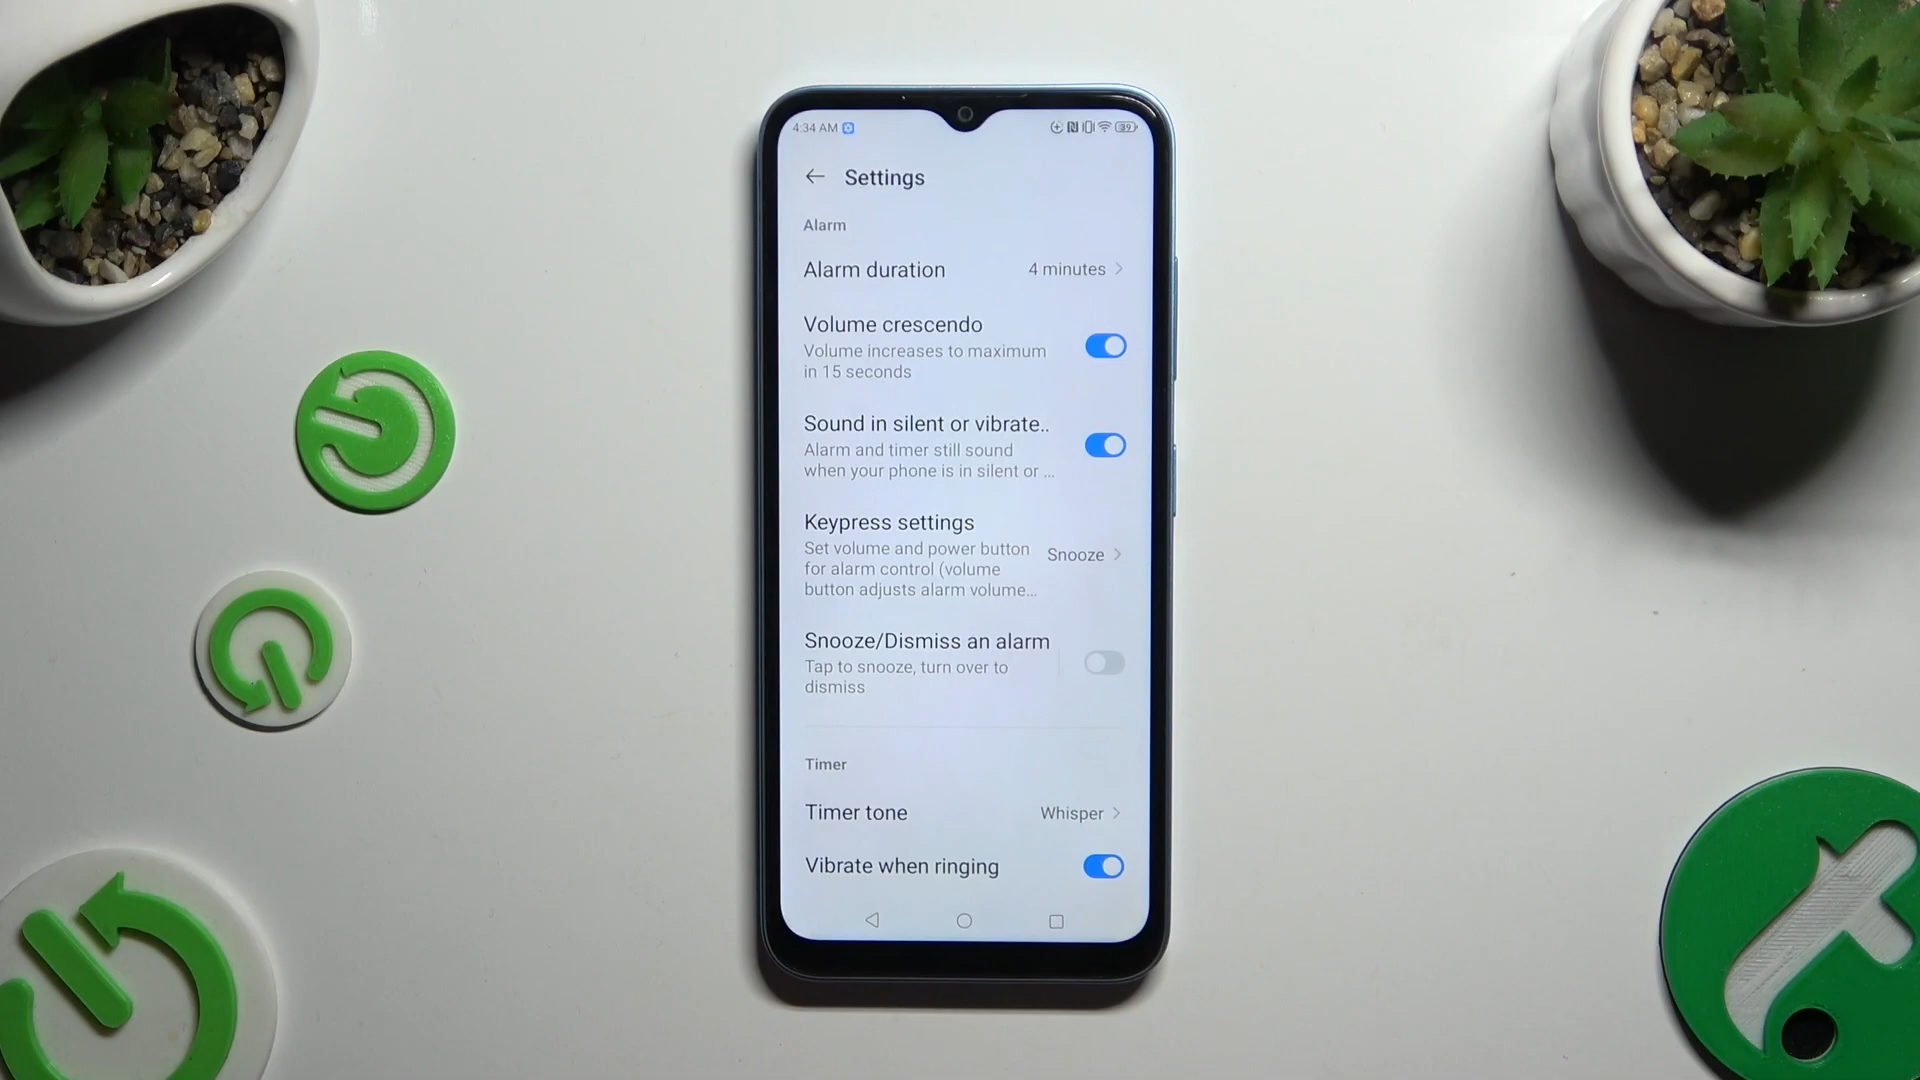 4:34 AM
39
Settings
Alarm
Alarm duration
4 minutes
Volume crescendo
Volume increases to maximum
in 15 seconds
Sound in silent or vibrate..
Alarm and timer still sound
when your phone is in silent or ...
Keypress settings
Set volume and power button
for alarm control (volume
button adjusts alarm volume...
Snooze
Snooze/Dismiss an alarm
Tap to snooze, turn over to
dismiss
Timer
Timer tone
Whisper
Vibrate when ringing